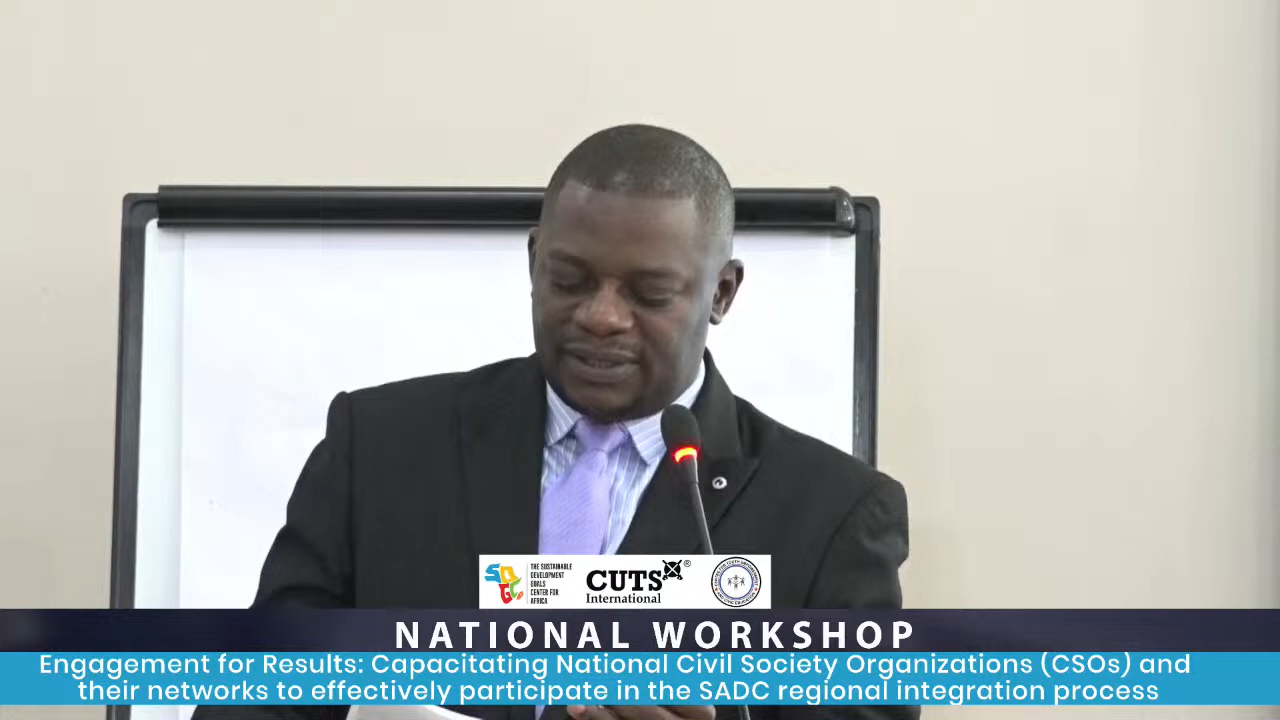 THE SUSTAINABLE
DEVELOPMENT
GOALS
CENTER FOR
AFRICA
CUTS®
International
NATIONAL WORKSHOP
Engagement for Results: Capacitating National Civil Society Organizations (CSOs) and
their networks to effectively participate in the SADC regional integration process